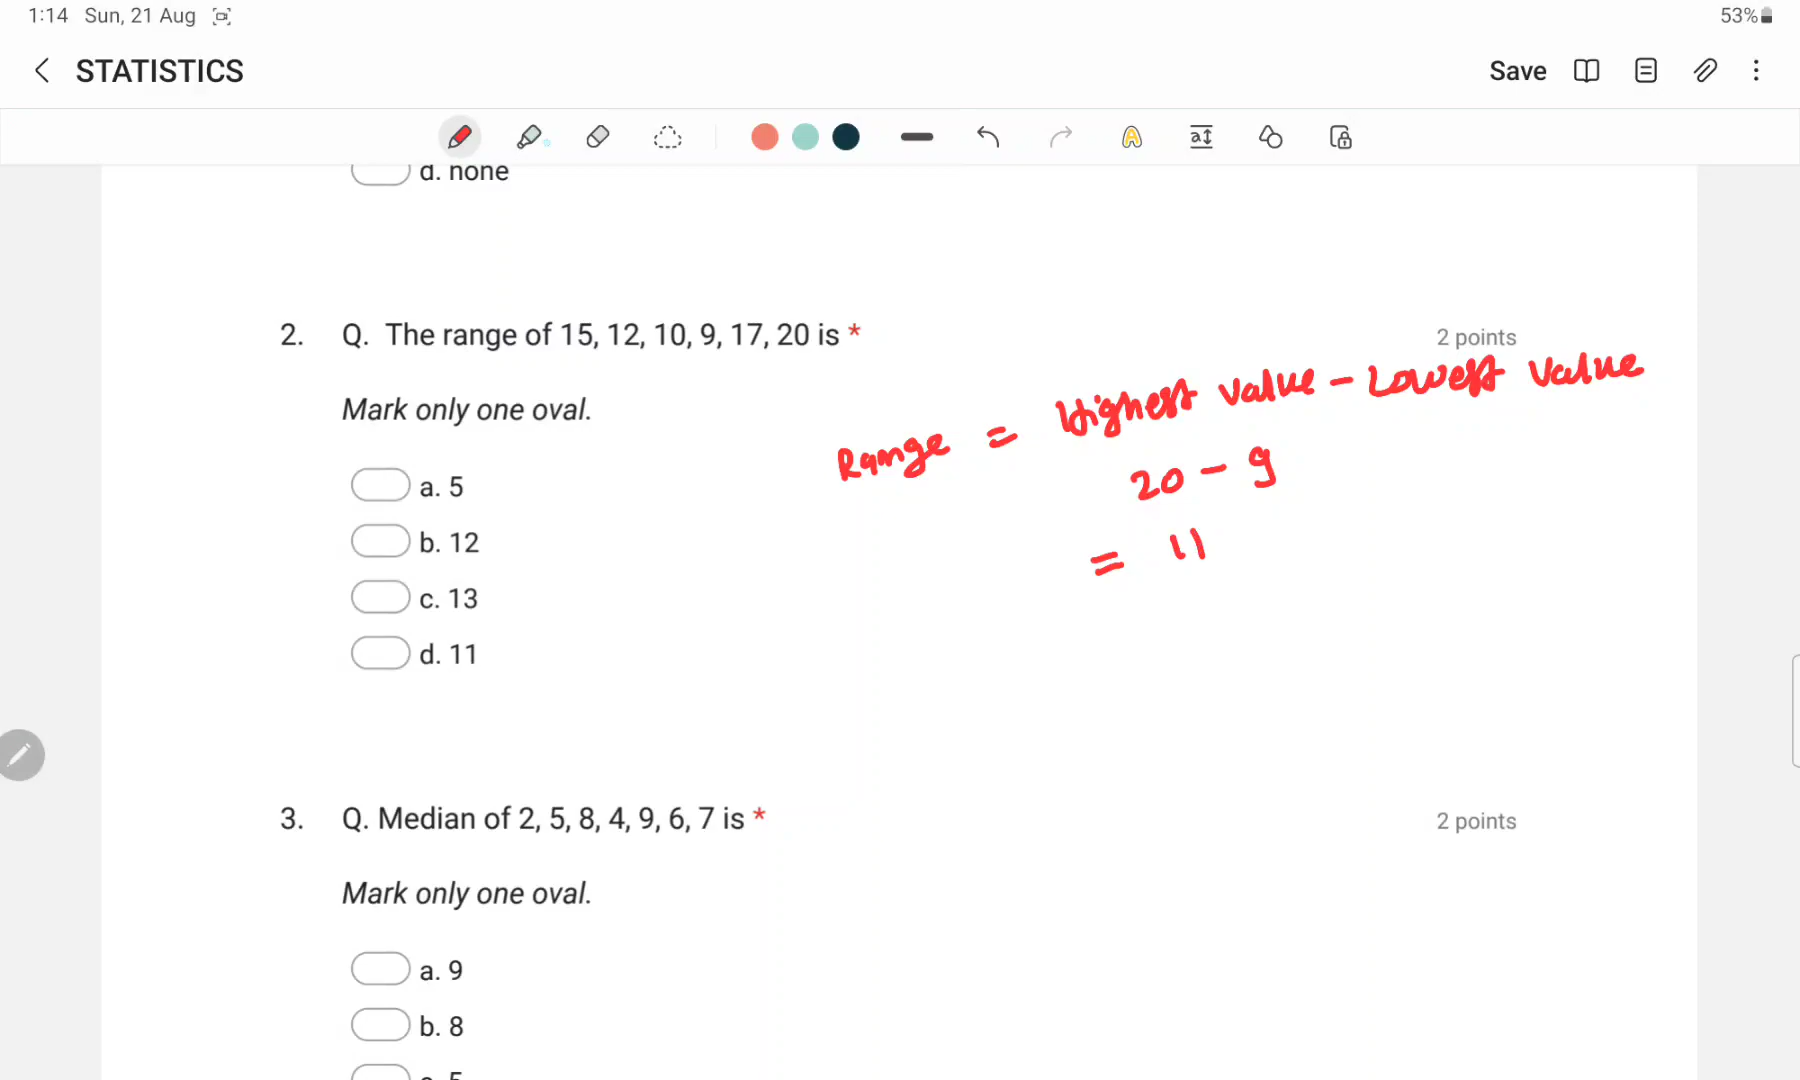 1:14 Sun, 21 Aug 53%
STATISTICS Save
d. none
2. Q. The range of 15, 12, 10, 9, 17, 20 is * 2 points
Mark only one oval.
Range = Highest value - Lowest value
20 - 9
= 11
a. 5
b. 12
c. 13
d. 11
3. Q. Median of 2, 5, 8, 4, 9, 6, 7 is * 2 points
Mark only one oval.
a. 9
b. 8
c. 5